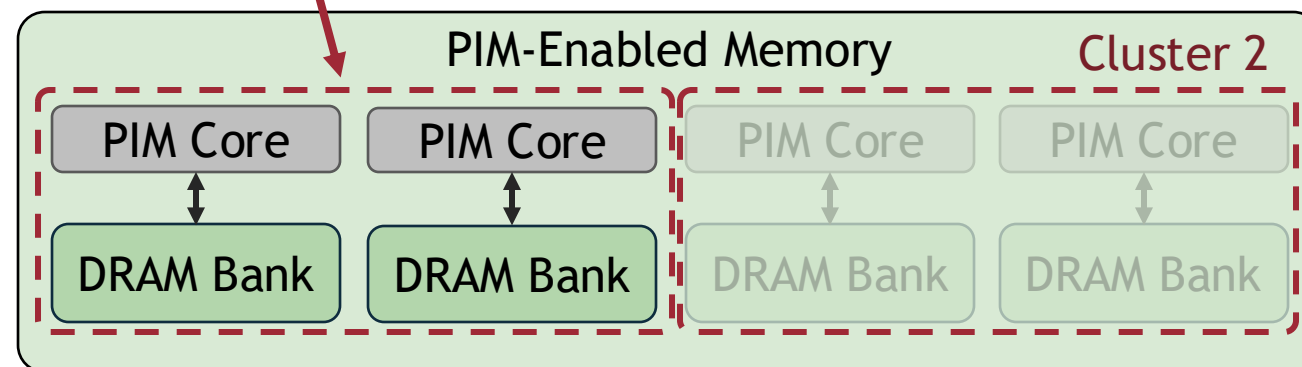 PIM-Enabled Memory Cluster 2
PIM Core PIM Core PIM Core PIM Core
DRAM Bank DRAM Bank DRAM Bank DRAM Bank